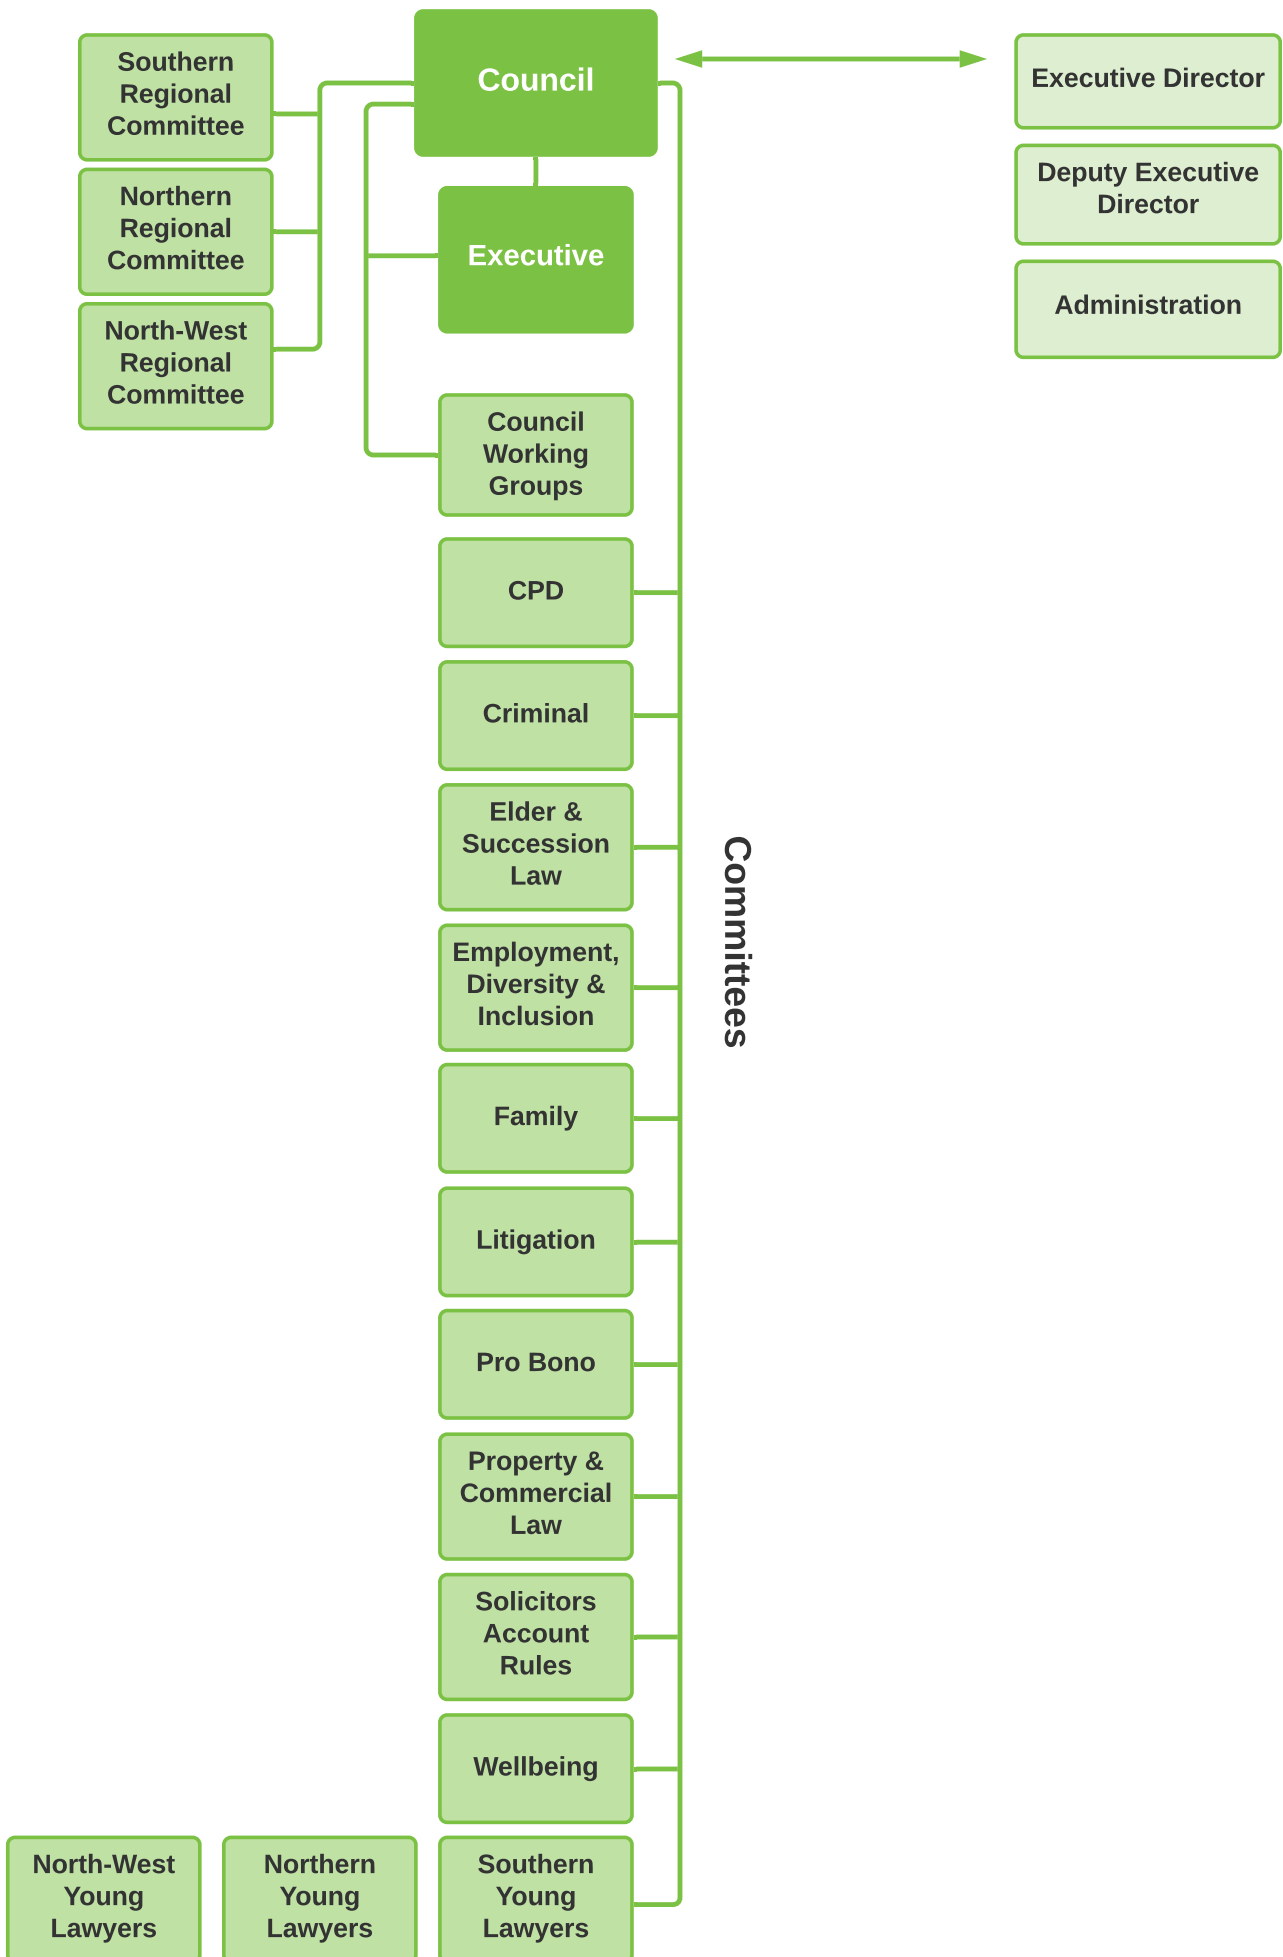 Southern
Regional
Committee
Northern
Regional
Committee
North-West
Regional
Committee
Council
Executive
Executive Director
Deputy Executive
Director
Administration
Council
Working
Groups
CPD
Criminal
Elder &
Succession
Law
Employment,
Diversity &
Inclusion
Family
Litigation
Pro Bono
Property &
Commercial
Law
Solicitors
Account
Rules
Wellbeing
Committees
North-West
Young
Lawyers
Northern
Young
Lawyers
Southern
Young
Lawyers